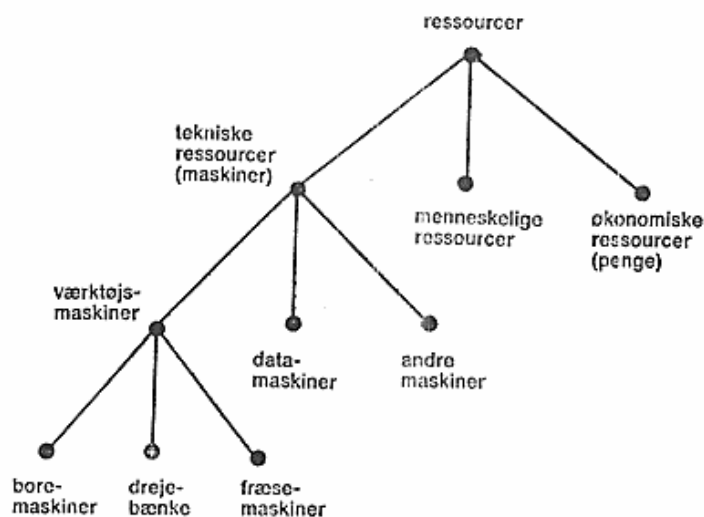 ressourcer
tekniske
ressourcer
(maskiner)
menneskelige
ressourcer
økonomiske
ressourcer
(penge)
værktøjs-
maskiner
data-
maskiner
andre
maskiner
bore-
maskiner
dreje-
bænke
fræse-
maskiner